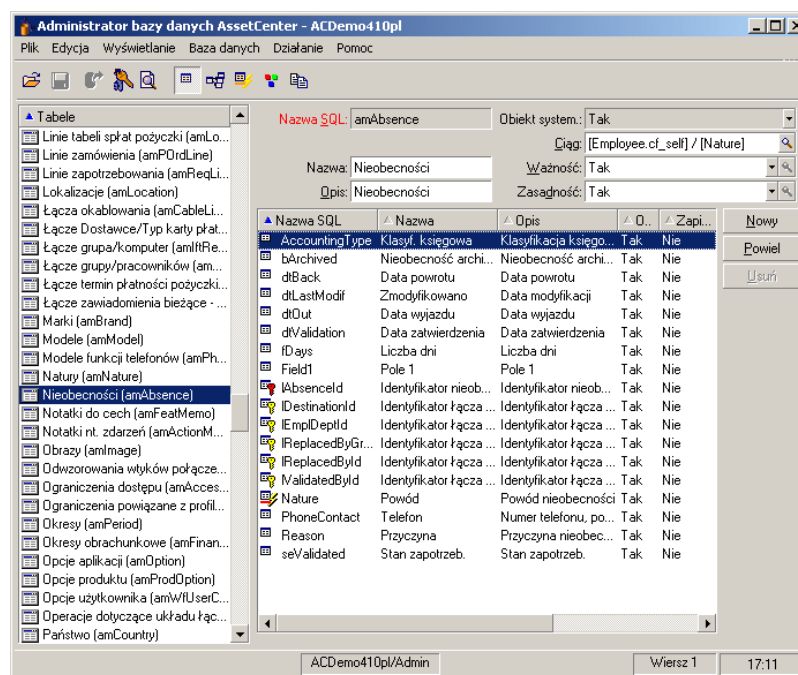 Administrator bazy danych AssetCenter - ACDemo410pl
Plik Edycja Wyświetlanie Baza danych Działanie Pomoc
Tabele
Linie tabeli spłat pożyczki (amLo...
Linie zamówienia (amPOrdLine)
Linie zapotrzebowania (amReqLi...
Lokalizacje (amLocation)
Łącza okablowania (amCableLi...
Łącze Dostawce/Typ karty płat...
Łącze grupa/komputer (amIftRe...
Łącze grupy/pracowników (am...
Łącze termin płatności pożyczki...
Łącze zawiadomienia bieżące - ...
Marki (amBrand)
Modele (amModel)
Modele funkcji telefonów (amPh...
Natury (amNature)
Nieobecności (amAbsence)
Notatki do cech (amFeatMemo)
Notatki nt. zdarzeń (amActionM...
Obrazy (amImage)
Odwzorowania wtyków połącze...
Ograniczenia dostępu (amAcces...
Ograniczenia powiązane z profil...
Okresy (amPeriod)
Okresy obrachunkowe (amFinan...
Opcje aplikacji (amOption)
Opcje produktu (amProdOption)
Opcje użytkownika (amWfUserC...
Operacje dotyczące układu łąc...
Państwo (amCountry)
Nazwa SQL: amAbsence Obiekt system.: Tak
Ciąg: [Employee.cf_self] / [Nature]
Nazwa: Nieobecności Ważność: Tak
Opis: Nieobecności Zasadność: Tak
Nazwa SQL Nazwa Opis O.. Zapi...
AccountingType Klasyf. księgowa Klasyfikacja księgo... Tak Nie
bArchived Nieobecność archi... Nieobecność archi... Tak Nie
dtBack Data powrotu Data powrotu Tak Nie
dtLastModif Zmodyfikowano Data modyfikacji Tak Nie
dtOut Data wyjazdu Data wyjazdu Tak Nie
dtValidation Data zatwierdzenia Data zatwierdzenia Tak Nie
fDays Liczba dni Liczba dni Tak Nie
Field1 Pole 1 Pole 1 Tak Nie
lAbsenceId Identyfikator nieob... Identyfikator nieob... Tak Nie
lDestinationId Identyfikator łącza ... Identyfikator łącza ... Tak Nie
lEmplDeptId Identyfikator łącza ... Identyfikator łącza ... Tak Nie
lReplacedByGr... Identyfikator łącza ... Identyfikator łącza ... Tak Nie
lReplacedById Identyfikator łącza ... Identyfikator łącza ... Tak Nie
lValidatedById Identyfikator łącza ... Identyfikator łącza ... Tak Nie
Nature Powód Powód nieobecności Tak Nie
PhoneContact Telefon Numer telefonu, po... Tak Nie
Reason Przyczyna Przyczyna nieobec... Tak Nie
seValidated Stan zapotrzeb. Stan zapotrzeb. Tak Nie
Nowy
Powiel
Usuń
ACDemo410pl/Admin Wiersz 1 17:11